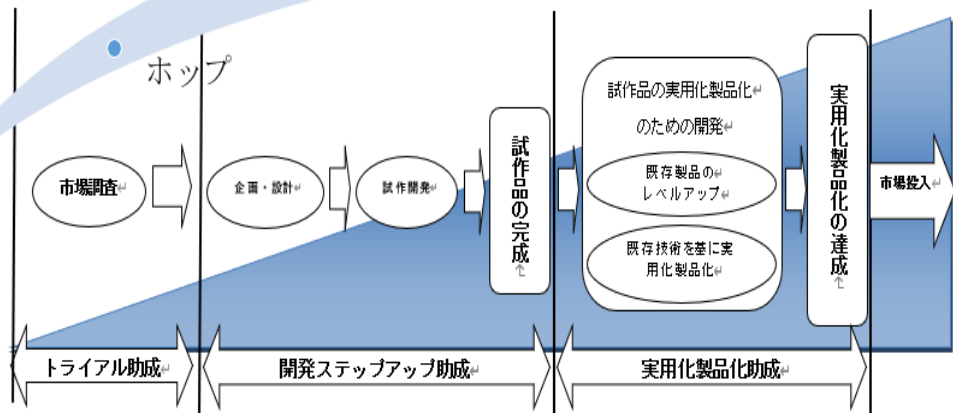 ホップ
市場調査
企画・設計
試作開発
試作品の完成
試作品の実用化製品化
のための開発
既存製品の
レベルアップ
既存技術を基に実
用化製品化
実用化製品化の達成
市場投入
トライアル助成
開発ステップアップ助成
実用化製品化助成